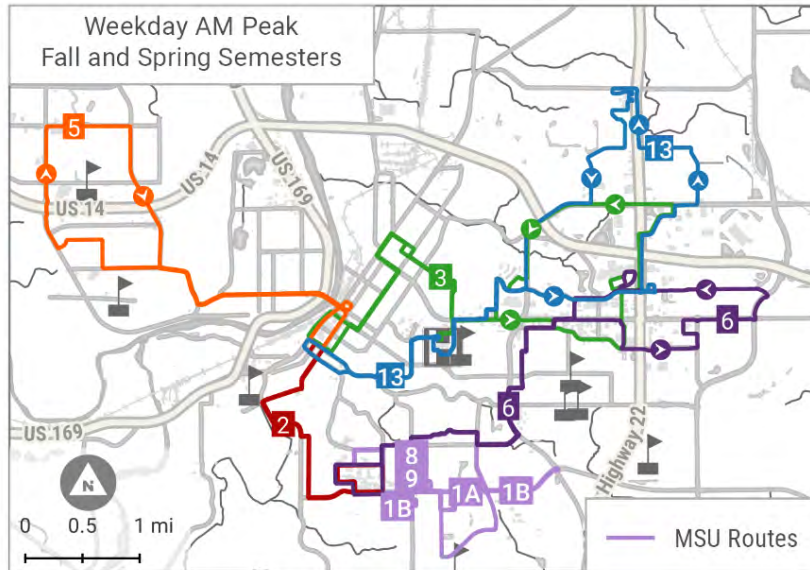 Weekday AM Peak
Fall and Spring Semesters
5
US 14
US 14
US 169
13
3
6
13
6
2
US 169
8
9
1A
1B
1B
Highway 22
N
0 0.5 1 mi
MSU Routes